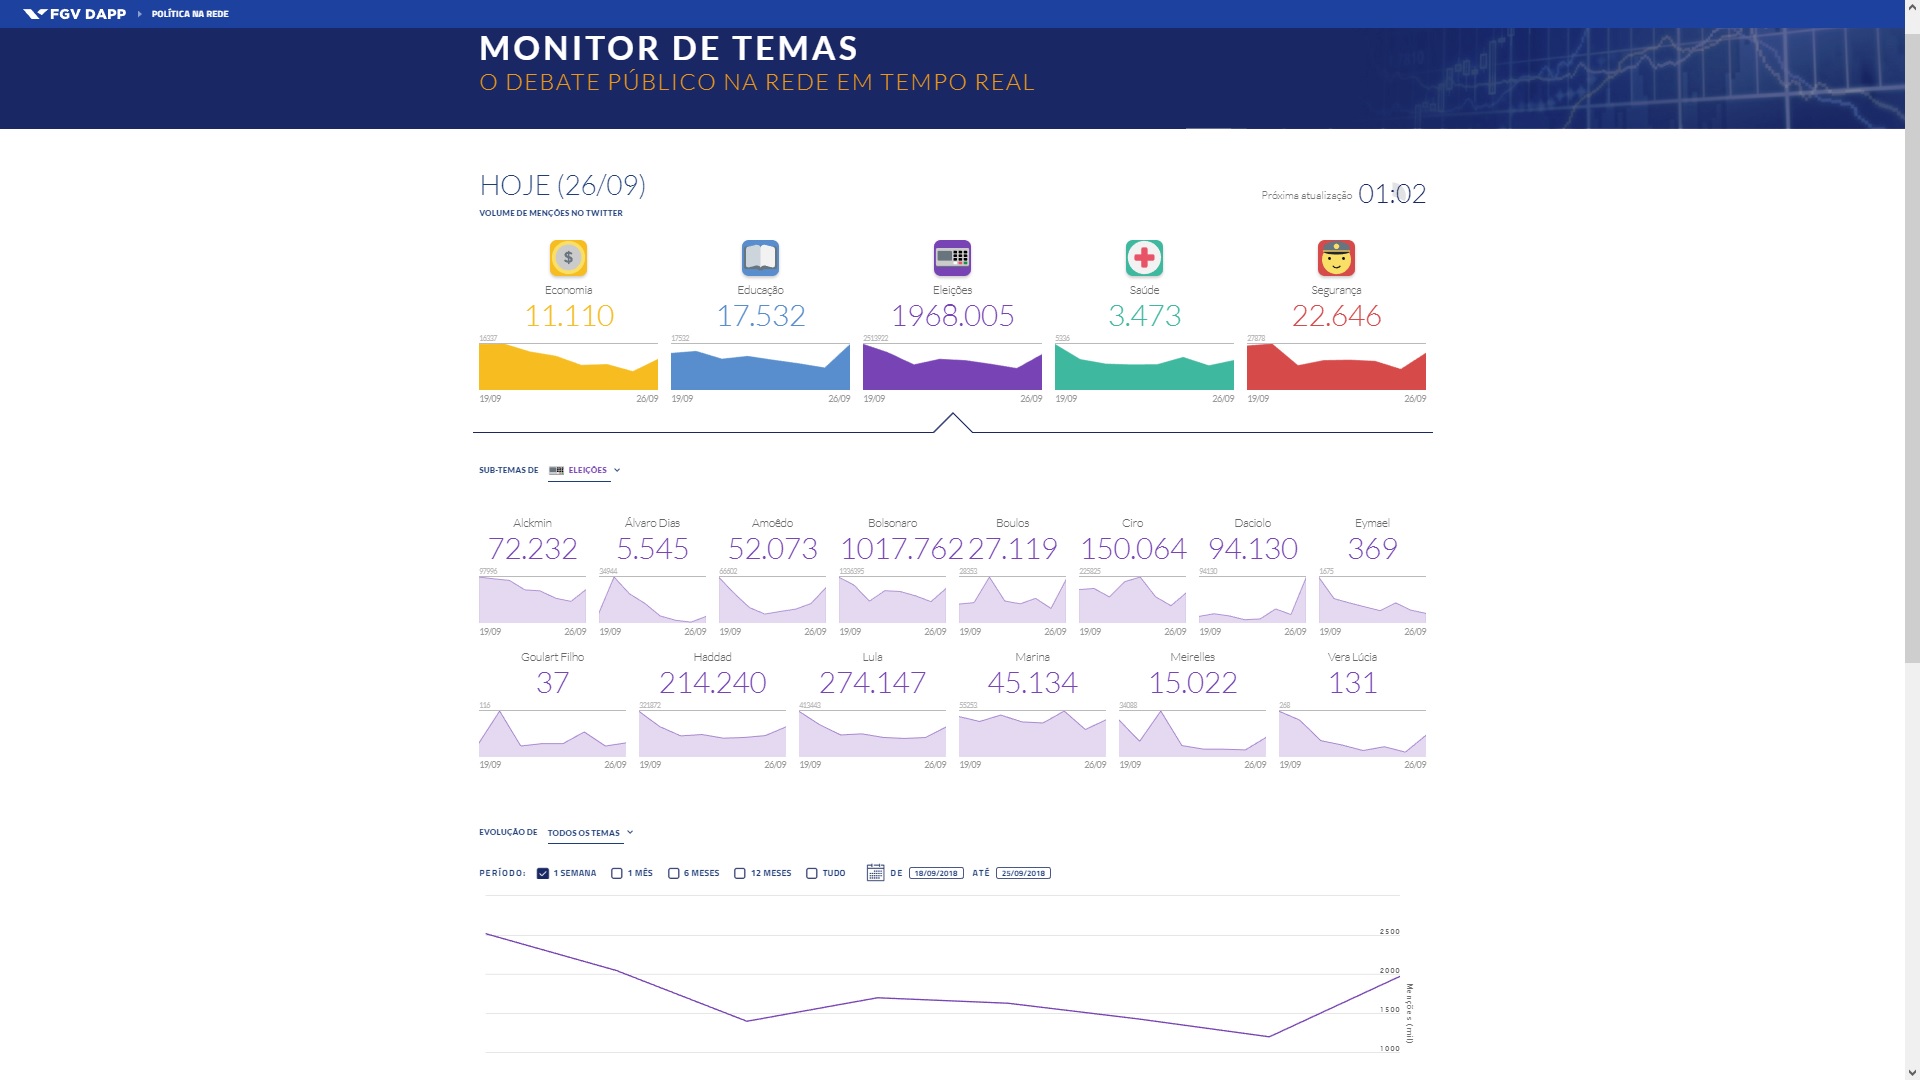 FGV DAPP POLÍTICA NA REDE
MONITOR DE TEMAS
O DEBATE PÚBLICO NA REDE EM TEMPO REAL
HOJE (26/09)
VOLUME DE MENÇÕES NO TWITTER
Próxima atualização 01:02
Economia Educação Eleições Saúde Segurança
11.110 17.532 1968.005 3.473 22.646
16337 17532 2513922 5336 27878
19/09 26/09 19/09 26/09 19/09 26/09 19/09 26/09 19/09 26/09
SUB-TEMAS DE ELEIÇÕES
Alckmin Álvaro Dias Amoêdo Bolsonaro Boulos Ciro Daciolo Eymael
72.232 5.545 52.073 1017.762 27.119 150.064 94.130 369
97996 34944 66602 1336395 28353 225825 94130 1675
19/09 26/09 19/09 26/09 19/09 26/09 19/09 26/09 19/09 26/09 19/09 26/09 19/09 26/09 19/09 26/09
Goulart Filho Haddad Lula Marina Meirelles Vera Lúcia
37 214.240 274.147 45.134 15.022 131
116 321872 413443 55253 34088 268
19/09 26/09 19/09 26/09 19/09 26/09 19/09 26/09 19/09 26/09 19/09 26/09
EVOLUÇÃO DE TODOS OS TEMAS
PERÍODO: 1 SEMANA 1 MÊS 6 MESES 12 MESES TUDO DE 18/09/2018 ATÉ 25/09/2018
2500
2000
1500
1000
Menções (mil)